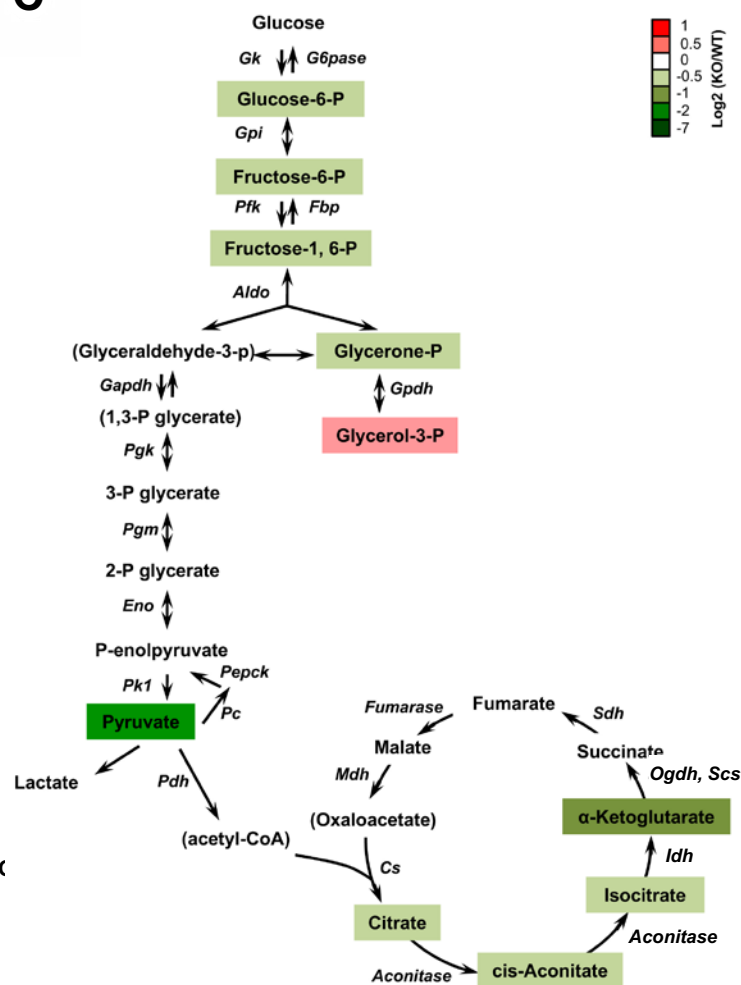 Glucose
Gk G6pase
Glucose-6-P
Gpi
Fructose-6-P
Pfk Fbp
Fructose-1, 6-P
Aldo
(Glyceraldehyde-3-p)
Glycerone-P
Gapdh
Gpdh
(1,3-P glycerate)
Glycerol-3-P
Pgk
3-P glycerate
Pgm
2-P glycerate
Eno
P-enolpyruvate
Pepck
Pk1
Pyruvate
Pc
Lactate
Pdh
(acetyl-CoA)
Fumarase
Fumarate
Sdh
Malate
Succinate
Mdh
Ogdh, Scs
(Oxaloacetate)
α-Ketoglutarate
Cs
Idh
Citrate
Isocitrate
Aconitase
Aconitase
cis-Aconitate
1
0.5
0
-0.5
-1
-2
-7
Log2 (KO/WT)